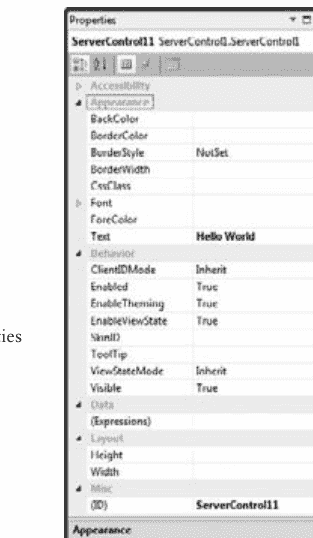 Properties
ServerControl11 ServerControl1.ServerControl1
Accessibility
Appearance
BackColor
BorderColor
BorderStyle NotSet
BorderWidth
CssClass
Font
ForeColor
Text Hello World
Behavior
ClientIDMode Inherit
Enabled True
EnableTheming True
EnableViewState True
SkinID
ties
ToolTip
ViewStateMode Inherit
Visible True
Data
(Expressions)
Layout
Height
Width
Misc
(ID) ServerControl11
Appearance